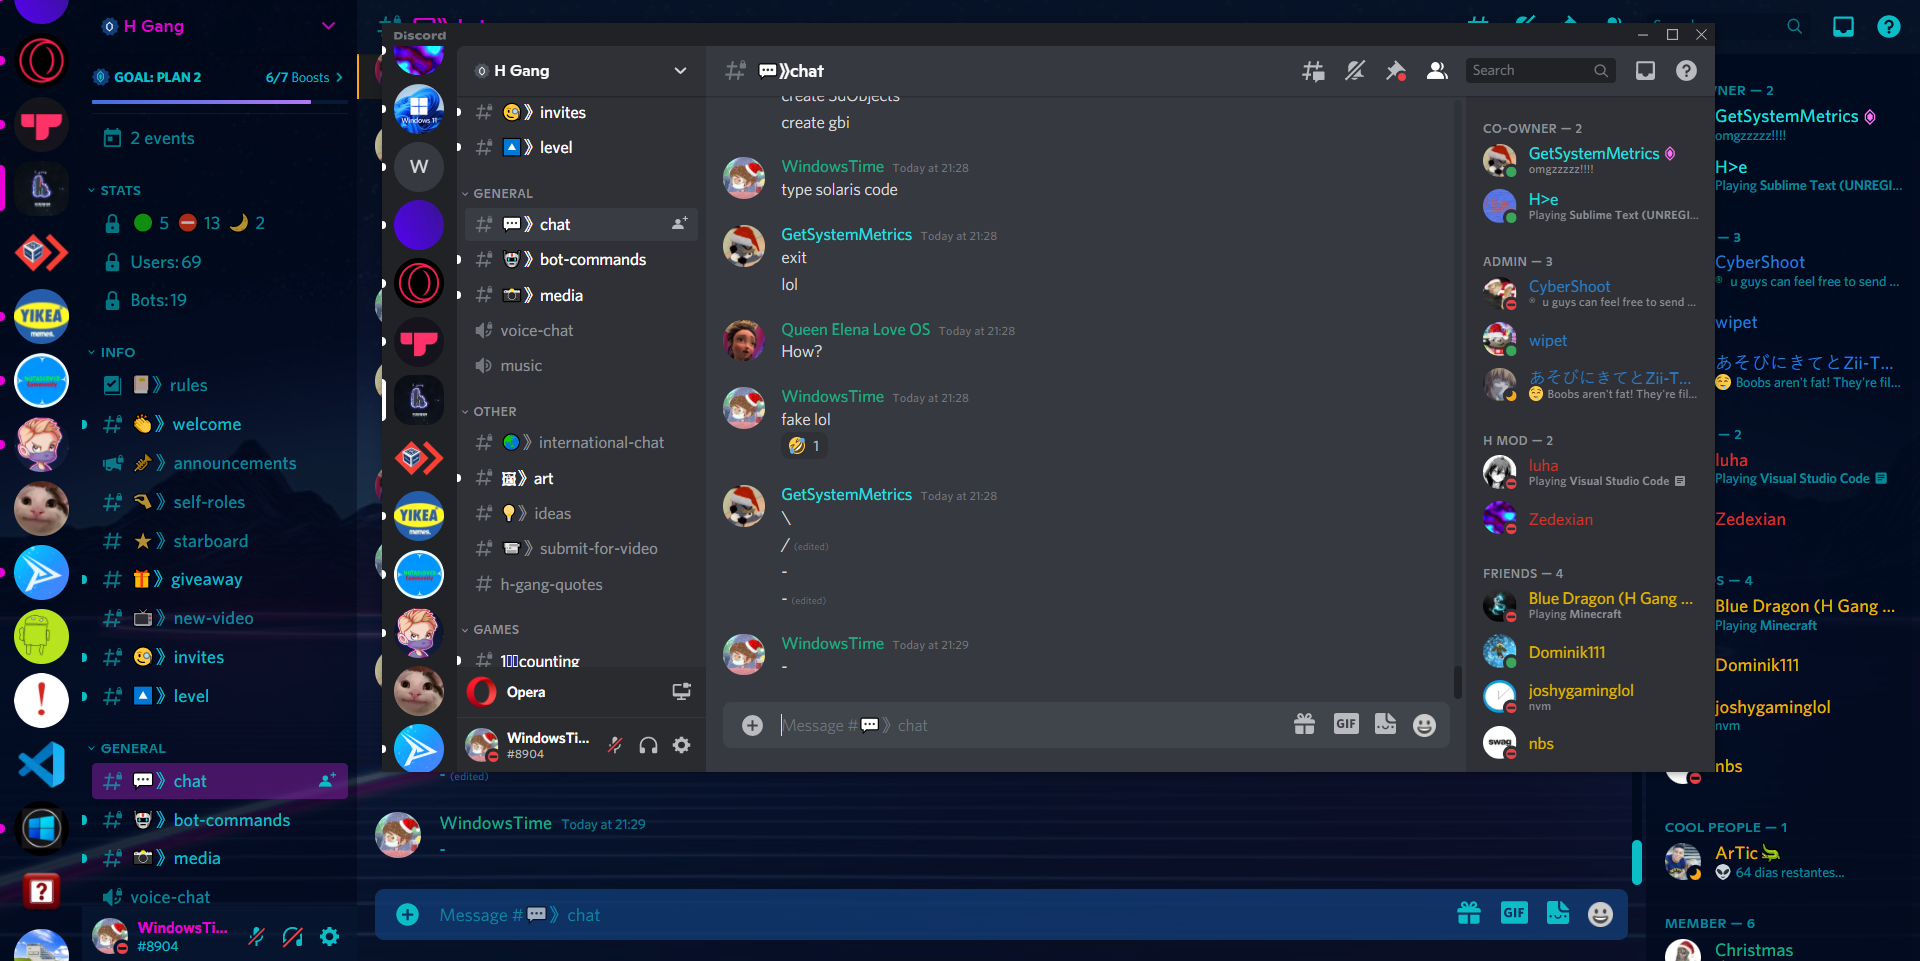 H Gang
GOAL: PLAN 2
6/7 Boosts
2 events
STATS
5 13 2
Users: 69
Bots: 19
INFO
rules
welcome
announcements
self-roles
starboard
giveaway
new-video
invites
level
GENERAL
chat
bot-commands
media
voice-chat
WindowsTi...
#8904
YIKEA
memes.
Discord
Windows 11
W
YIKEA
memes.
H Gang
invites
level
GENERAL
chat
bot-commands
media
voice-chat
music
OTHER
international-chat
art
ideas
submit-for-video
h-gang-quotes
GAMES
counting
Opera
WindowsTi...
#8904
chat
Search
create SdObjects
create gbi
WindowsTime Today at 21:28
type solaris code
GetSystemMetrics Today at 21:28
exit
lol
Queen Elena Love OS Today at 21:28
How?
WindowsTime Today at 21:28
fake lol
🤣 1
GetSystemMetrics Today at 21:28
\
/ (edited)
-
- (edited)
WindowsTime Today at 21:29
-
Message # 💬 》 chat
GIF
CO-OWNER — 2
GetSystemMetrics
omgzzzzz!!!!
H>e
Playing Sublime Text (UNREGI...
ADMIN — 3
CyberShoot
u guys can feel free to send ...
wipet
あそびにきてとZii-T...
Boobs aren't fat! They're fil...
H MOD — 2
luha
Playing Visual Studio Code
Zedexian
FRIENDS — 4
Blue Dragon (H Gang ...
Playing Minecraft
Dominik111
joshygaminglol
nvm
swag
nbs
- (edited)
WindowsTime Today at 21:29
-
Message # 💬 》 chat
GIF
NER — 2
GetSystemMetrics
omgzzzzz!!!!
H>e
Playing Sublime Text (UNREGI...
— 3
CyberShoot
u guys can feel free to send ...
wipet
あそびにきてとZii-T...
Boobs aren't fat! They're fil...
— 2
luha
Playing Visual Studio Code
Zedexian
S — 4
Blue Dragon (H Gang ...
Playing Minecraft
Dominik111
joshygaminglol
nvm
nbs
COOL PEOPLE — 1
ArTic
64 dias restantes...
MEMBER — 6
Christmas